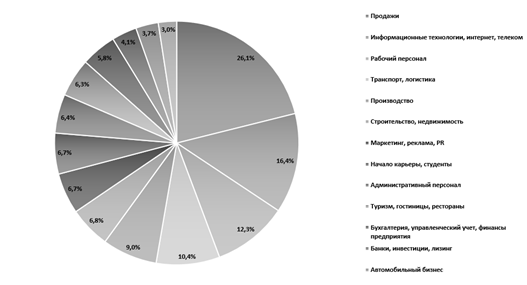 26,1%
16,4%
12,3%
10,4%
9,0%
6,8%
6,7%
6,7%
6,4%
6,3%
5,8%
4,1%
3,7%
3,0%
Продажи
Информационные технологии, интернет, телеком
Рабочий персонал
Транспорт, логистика
Производство
Строительство, недвижимость
Маркетинг, реклама, PR
Начало карьеры, студенты
Административный персонал
Туризм, гостиницы, рестораны
Бухгалтерия, управленческий учет, финансы
предприятия
Банки, инвестиции, лизинг
Автомобильный бизнес